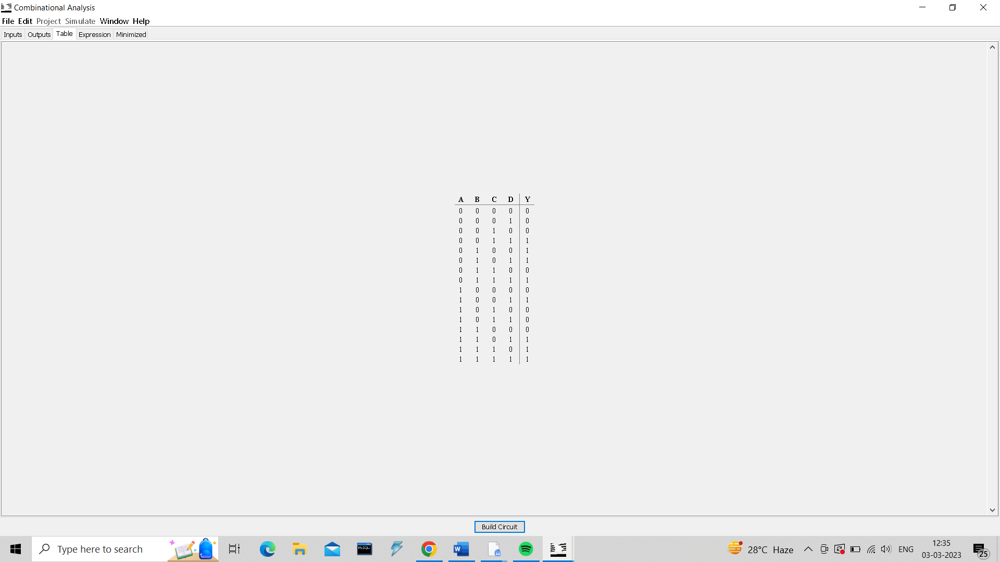 Combinational Analysis
File Edit Project Simulate Window Help
Inputs Outputs Table Expression Minimized
A B C D Y
0 0 0 0 0
0 0 0 1 0
0 0 1 0 0
0 0 1 1 1
0 1 0 0 1
0 1 0 1 1
0 1 1 0 0
0 1 1 1 1
1 0 0 0 0
1 0 0 1 1
1 0 1 0 0
1 0 1 1 0
1 1 0 0 0
1 1 0 1 1
1 1 1 0 1
1 1 1 1 1
Build Circuit
Type here to search
MySQL>
W
28°C Haze
ENG
12:35
03-03-2023
25